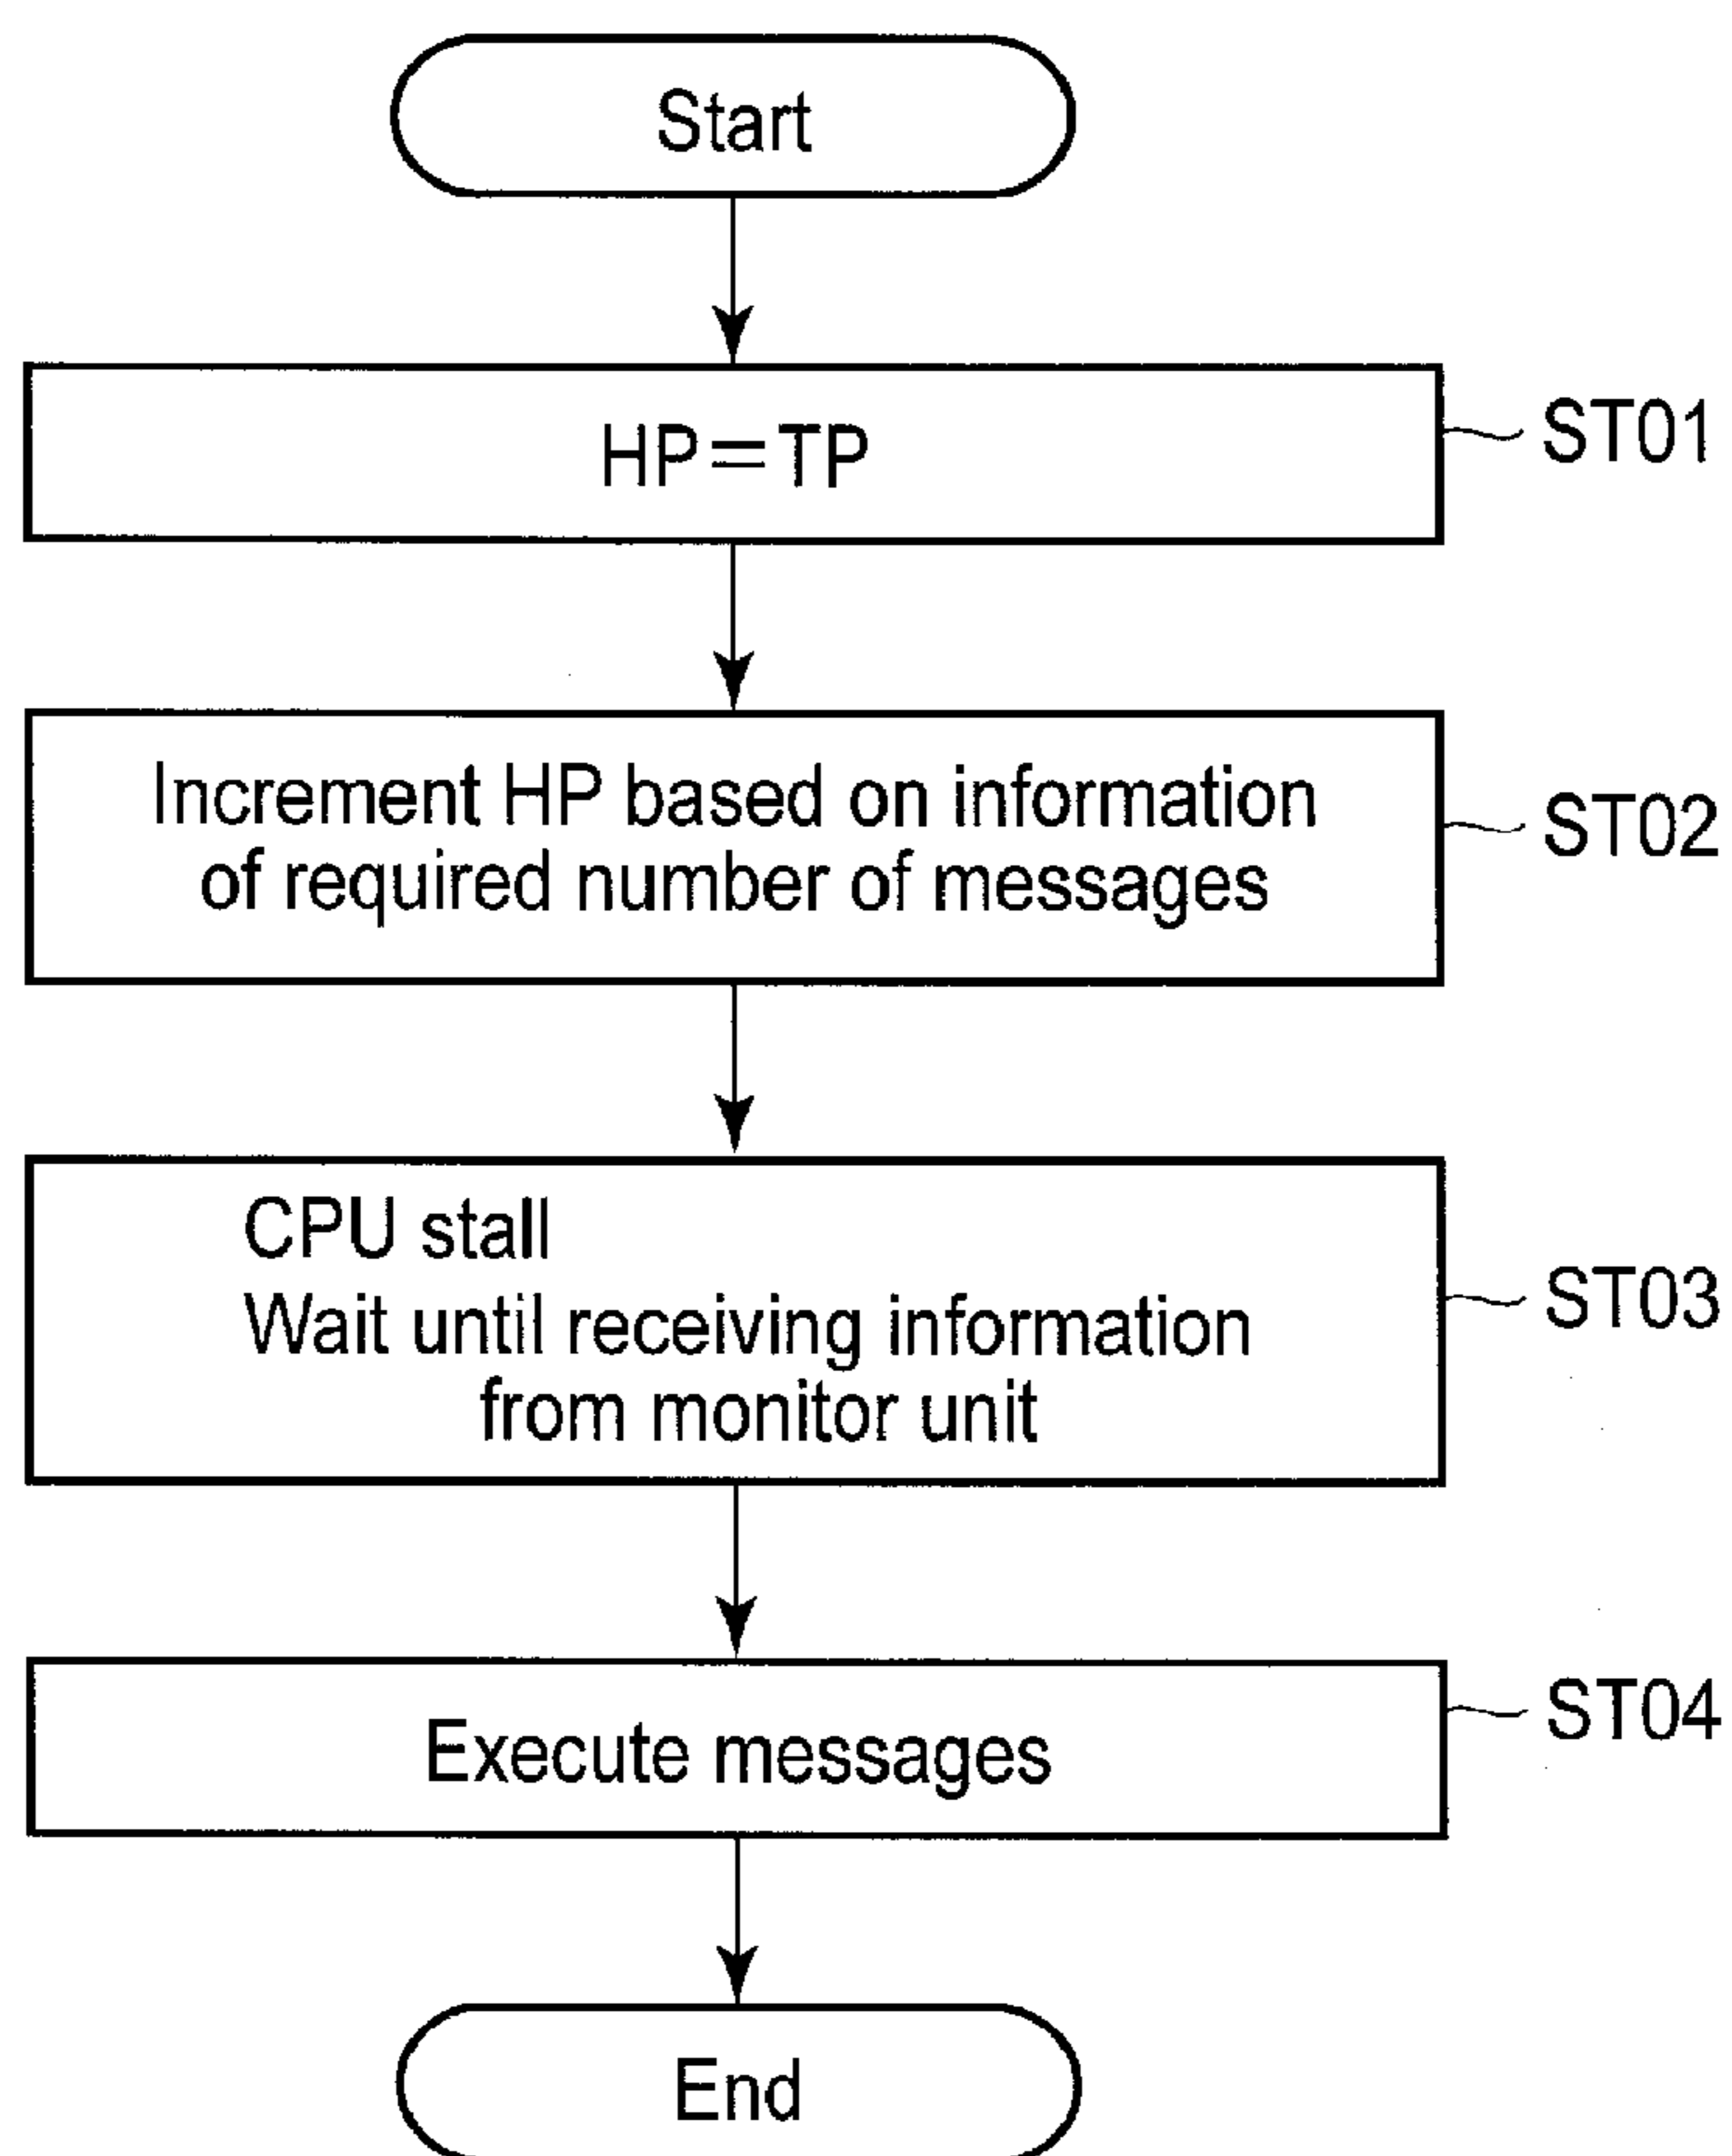 Start
HP=TP
ST01
Increment HP based on information
of required number of messages
ST02
CPU stall
Wait until receiving information
from monitor unit
ST03
Execute messages
ST04
End